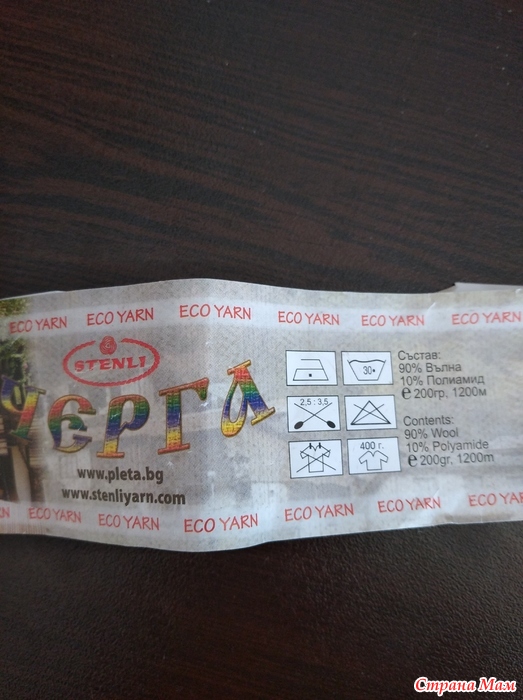 ECO YARN ECO YARN ECO YARN ECO YARN ECO YARN ECO YARN
STENLI
ЧЕРГА
www.pleta.bg
www.stenliyarn.com
30°
2,5 : 3,5
400 г.
Състав:
90% Вълна
10% Полиамид
℮ 200гр. 1200м
Contents:
90% Wool
10% Polyamide
℮ 200gr. 1200m
ECO YARN ECO YARN ECO YARN ECO YARN ECO YARN
Страна Мам